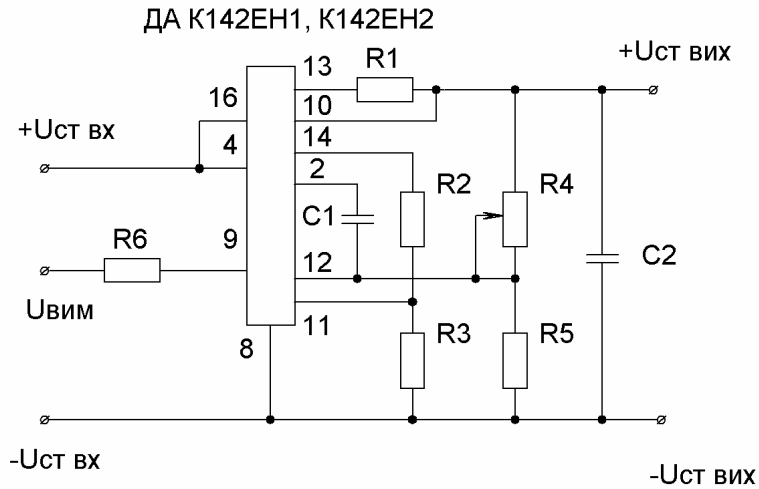 ДА К142ЕН1, К142ЕН2
13
R1
+Uст вих
16
10
+Uст вх
4
14
2
R2
R4
C1
R6
9
12
C2
Uвим
11
R3
R5
8
-Uст вх
-Uст вих